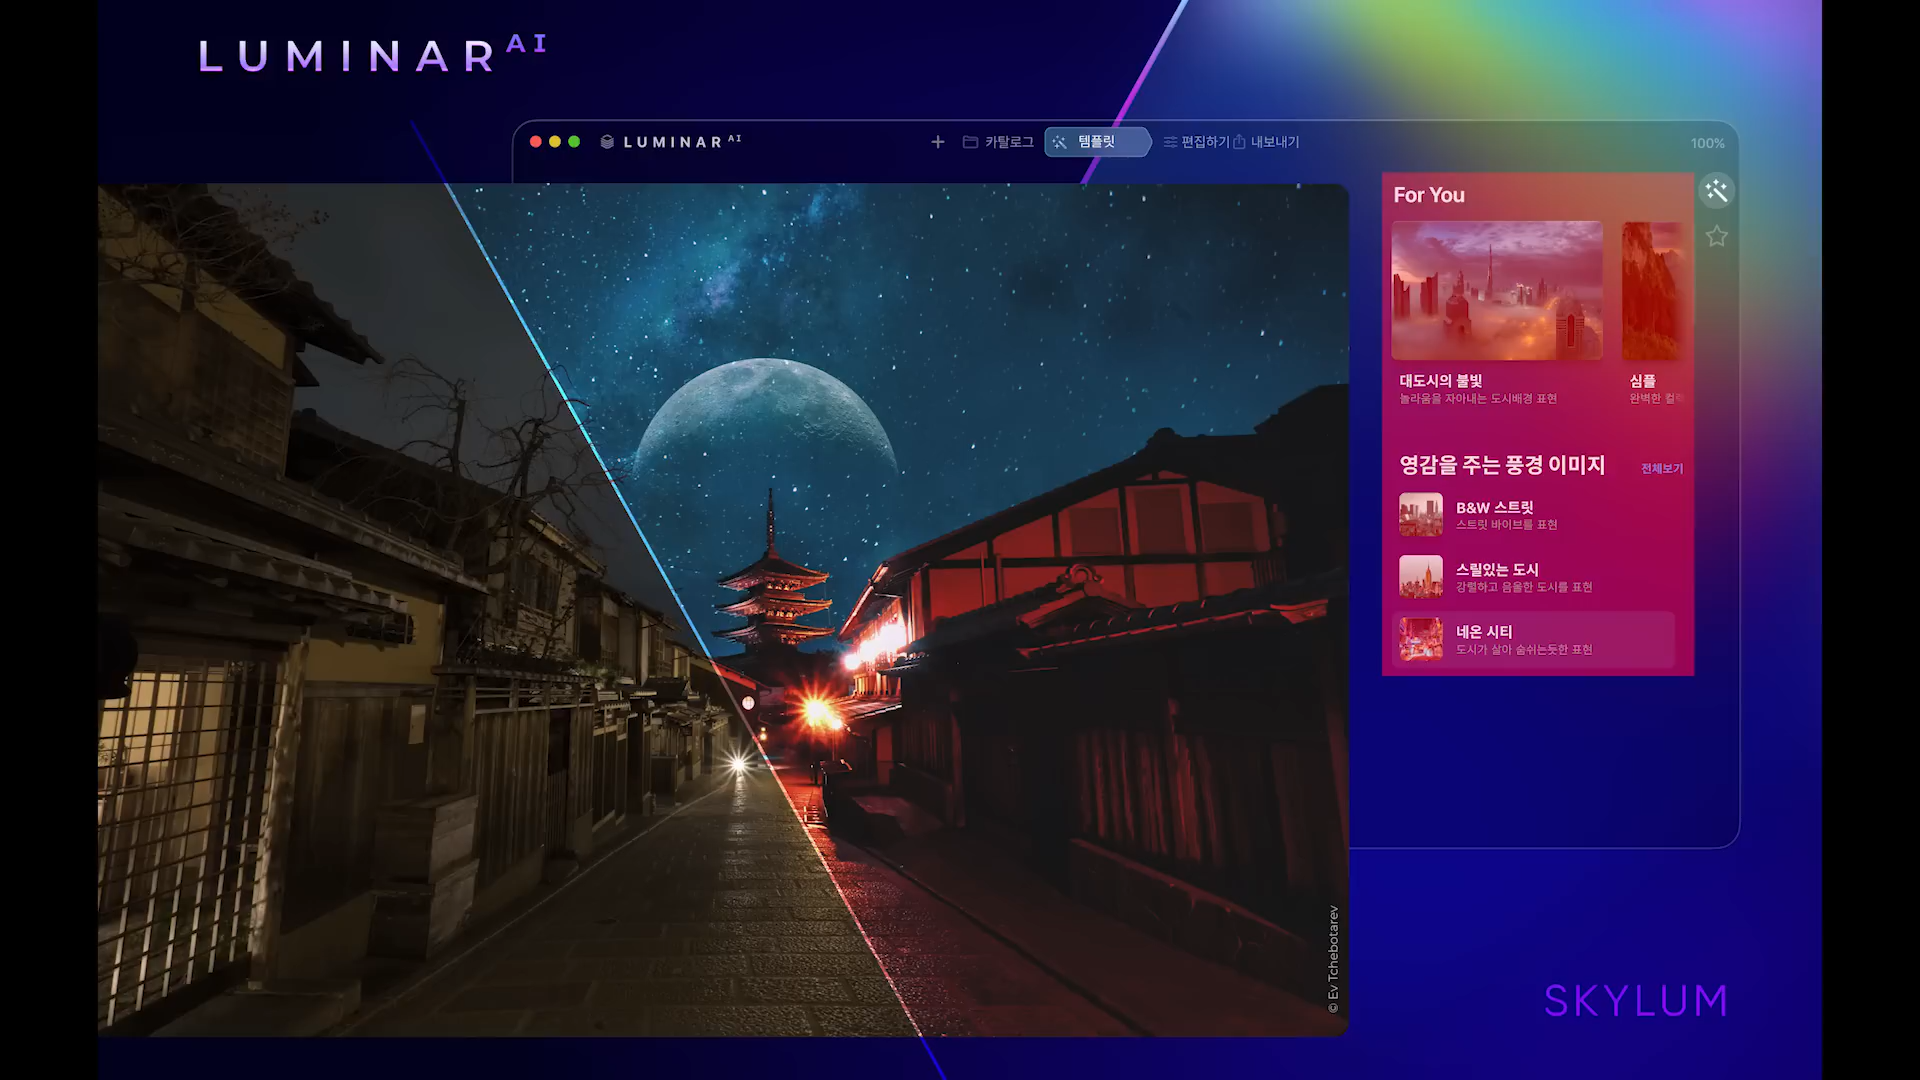 LUMINAR AI
LUMINAR AI
카탈로그
템플릿
편집하기
내보내기
100%
For You
대도시의 불빛
놀라움을 자아내는 도시배경 표현
심플
완벽한 컬
영감을 주는 풍경 이미지
전체보기
B&W 스트릿
스트릿 바이브를 표현
스릴있는 도시
강렬하고 음울한 도시를 표현
네온 시티
도시가 살아 숨쉬는듯한 표현
© Ev Tchebotarev
SKYLUM